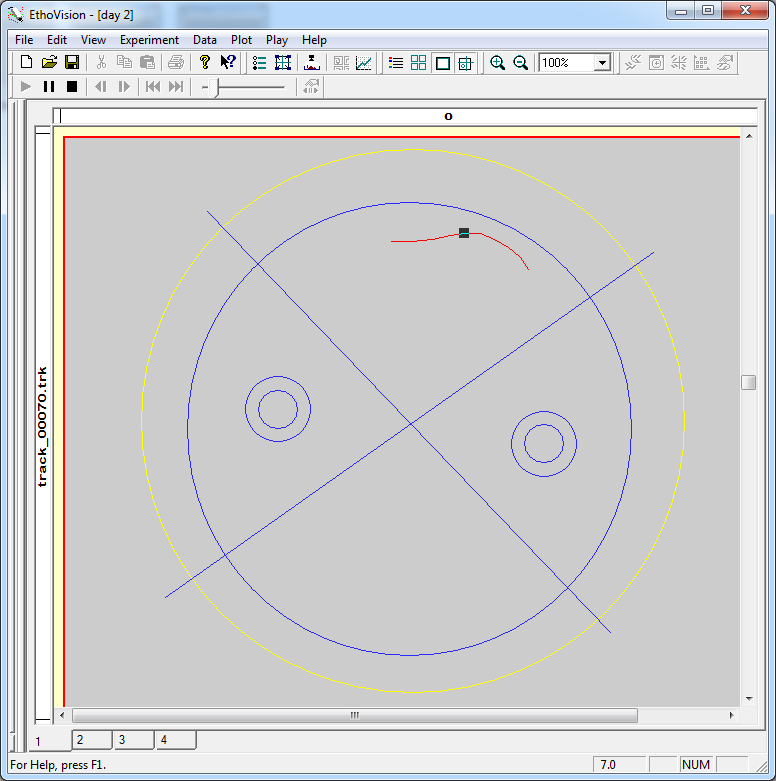 EthoVision - [day 2]
File Edit View Experiment Data Plot Play Help
100%
o
track_00070.trk
1 2 3 4
For Help, press F1. 7.0 NUM